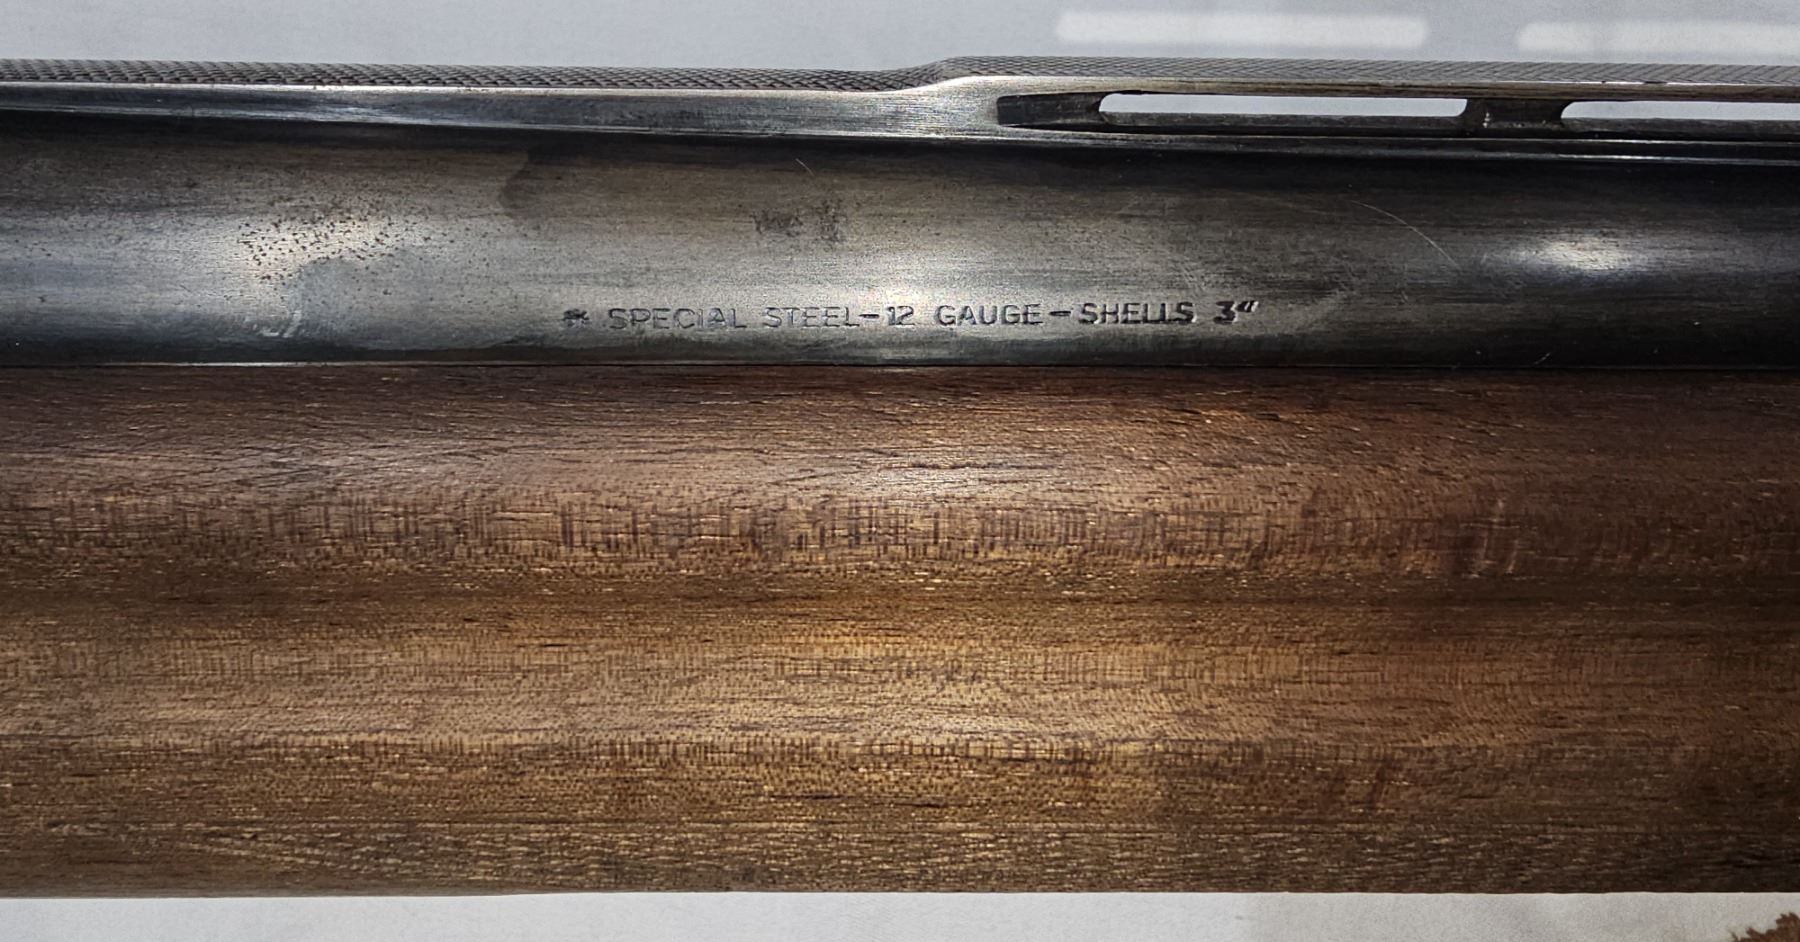 * SPECIAL STEEL-12 GAUGE-SHELLS 3"